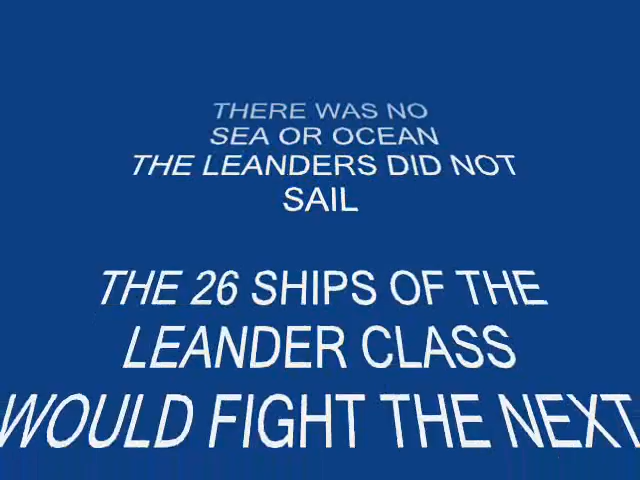 THERE WAS NO
SEA OR OCEAN
THE LEANDERS DID NOT
SAIL
THE 26 SHIPS OF THE
LEANDER CLASS
WOULD FIGHT THE NEXT